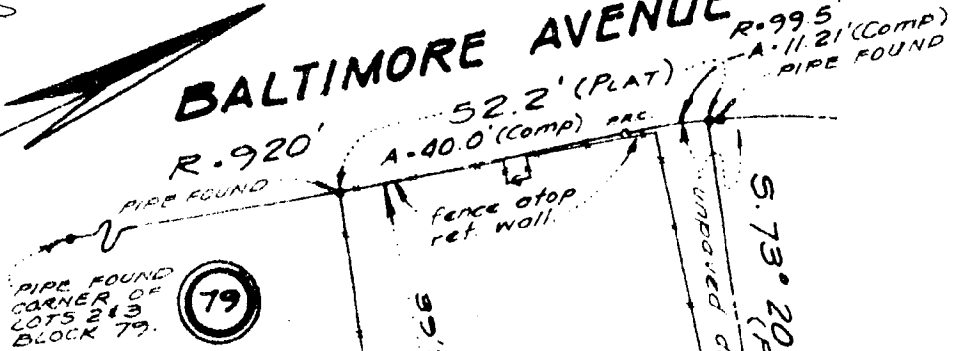 BALTIMORE AVENUE
R=99.5
A=11.21'(Comp)
PIPE FOUND
52.2' (PLAT)
R=920'
A=40.0'(Comp) PRC
PIPE FOUND
fence atop
ret. wall
PIPE FOUND
CORNER OF
LOTS 2&3
BLOCK 79.
79
unpaved
S.73° 20